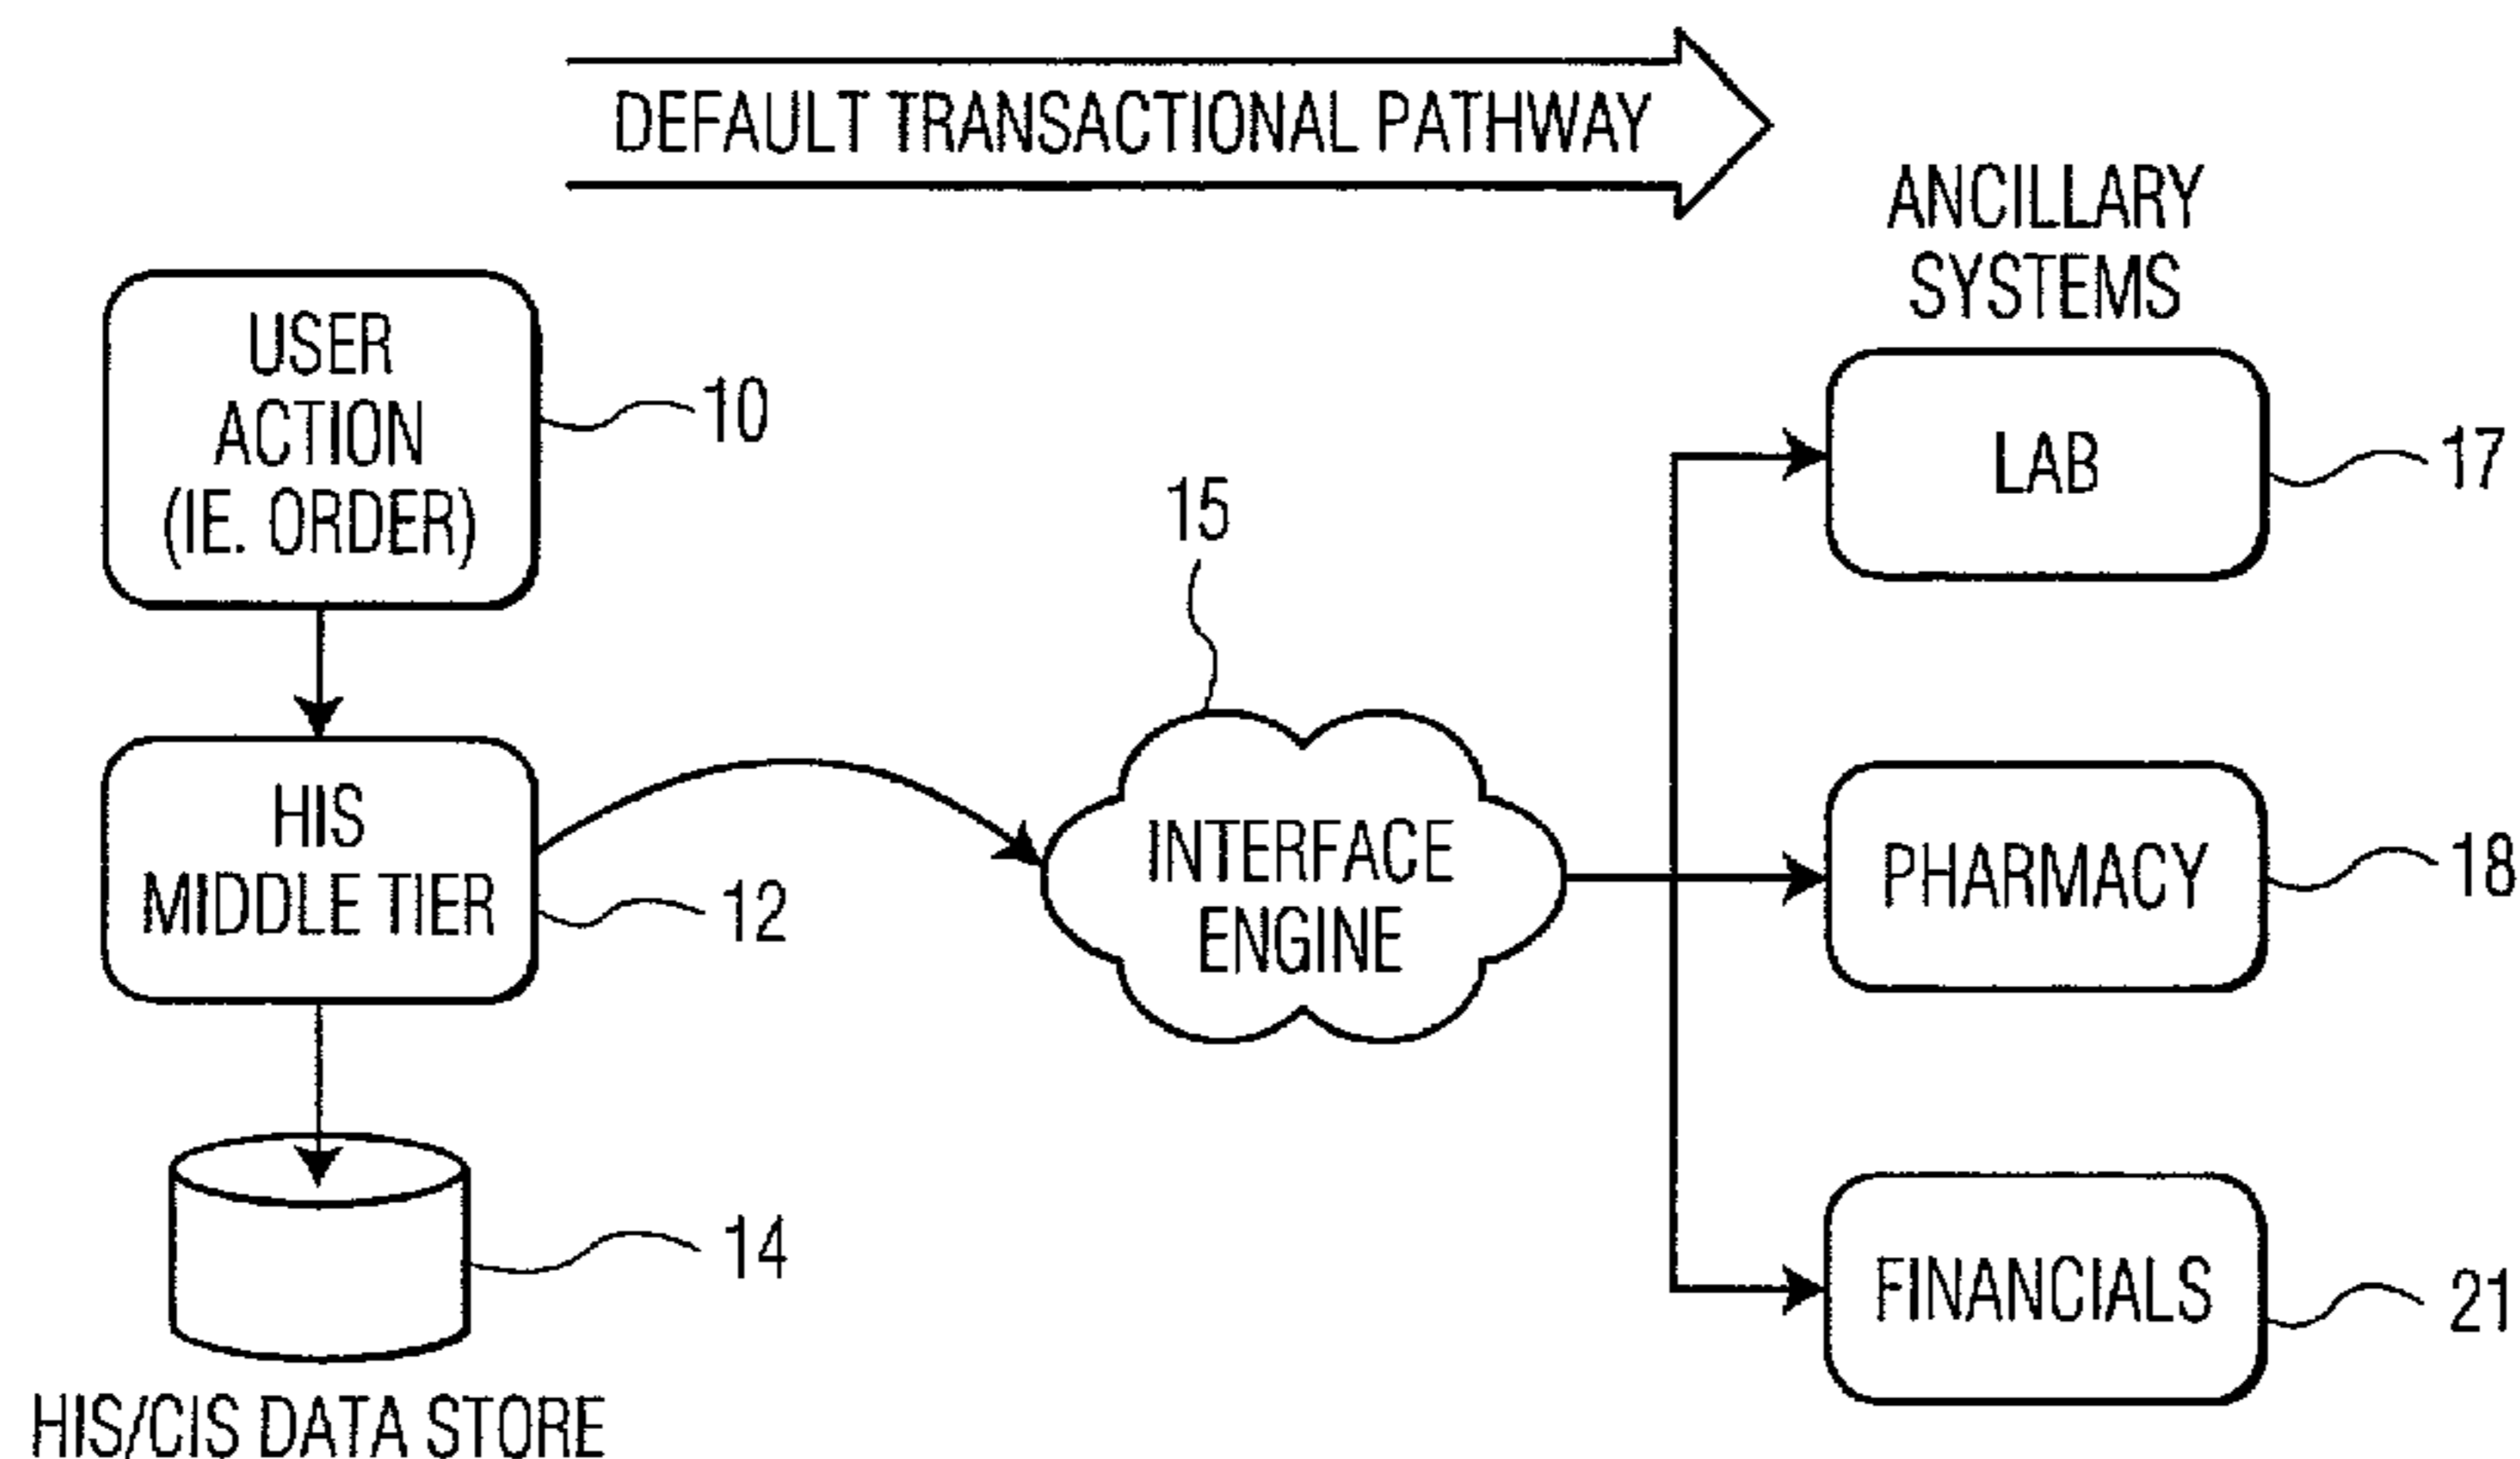 DEFAULT TRANSACTIONAL PATHWAY
ANCILLARY
SYSTEMS
USER
ACTION
(IE. ORDER)
10
LAB
17
15
HIS
MIDDLE TIER
12
INTERFACE
ENGINE
PHARMACY
18
14
FINANCIALS
21
HIS/CIS DATA STORE